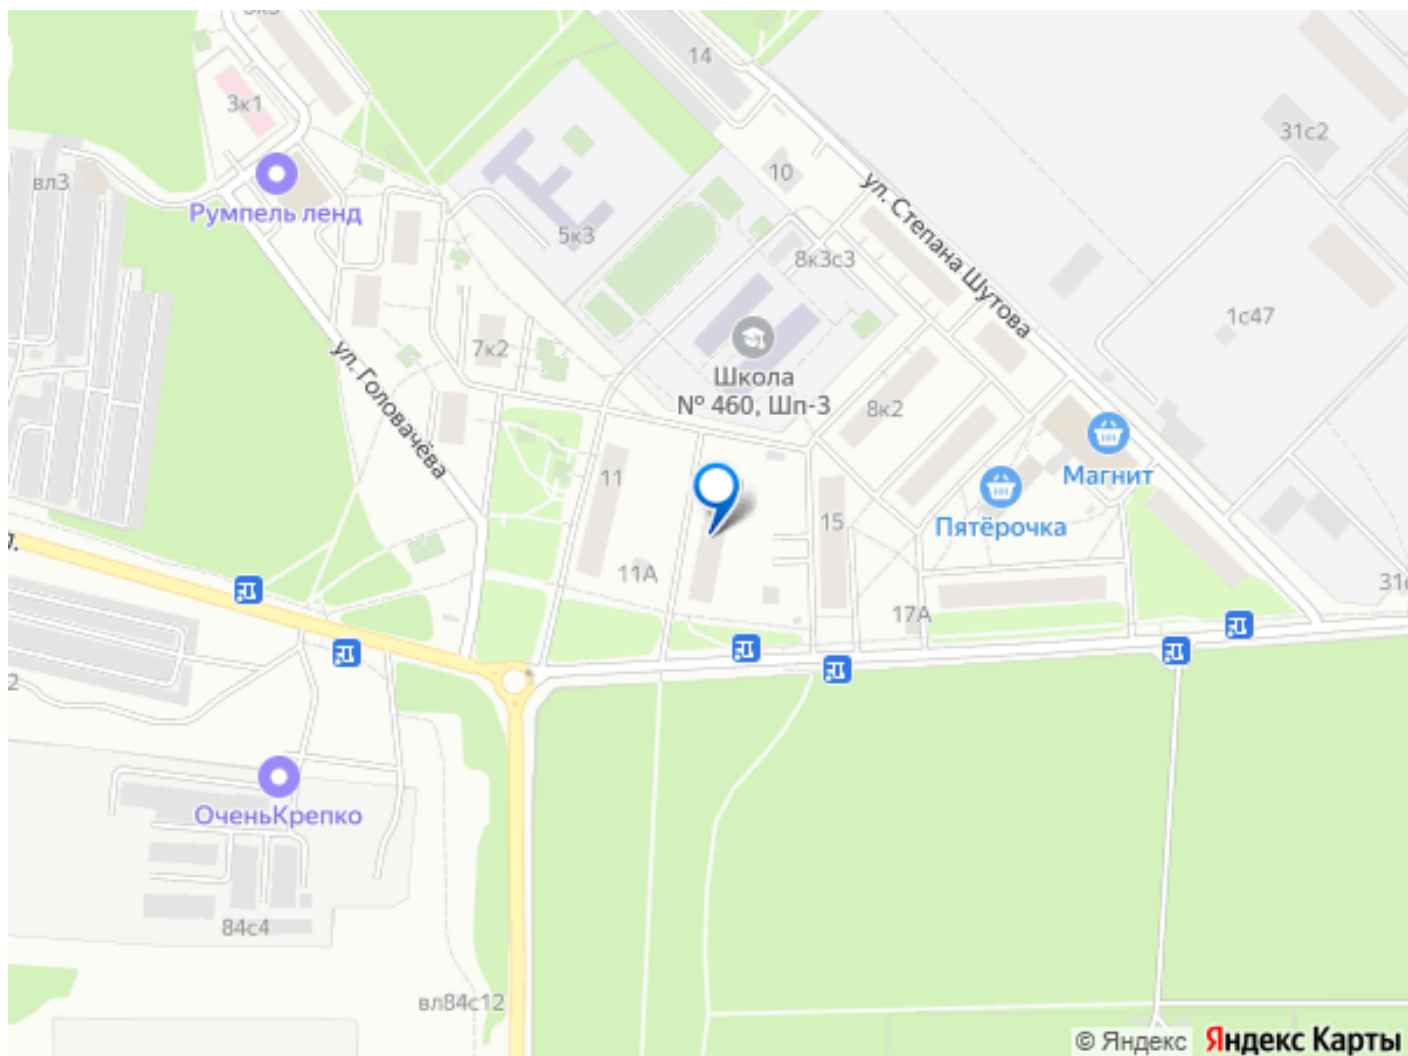 14
3к1
31с2
10
вл3
ул. Степана Шутова
Румпель ленд
5к3
8к3с3
1с47
7к2
ул. Головачёва
Школа
№ 460, Шп-3
8к2
Магнит
11
15
Пятёрочка
11А
17А
ОченьКрепко
84с4
вл84с12
© Яндекс Яндекс Карты